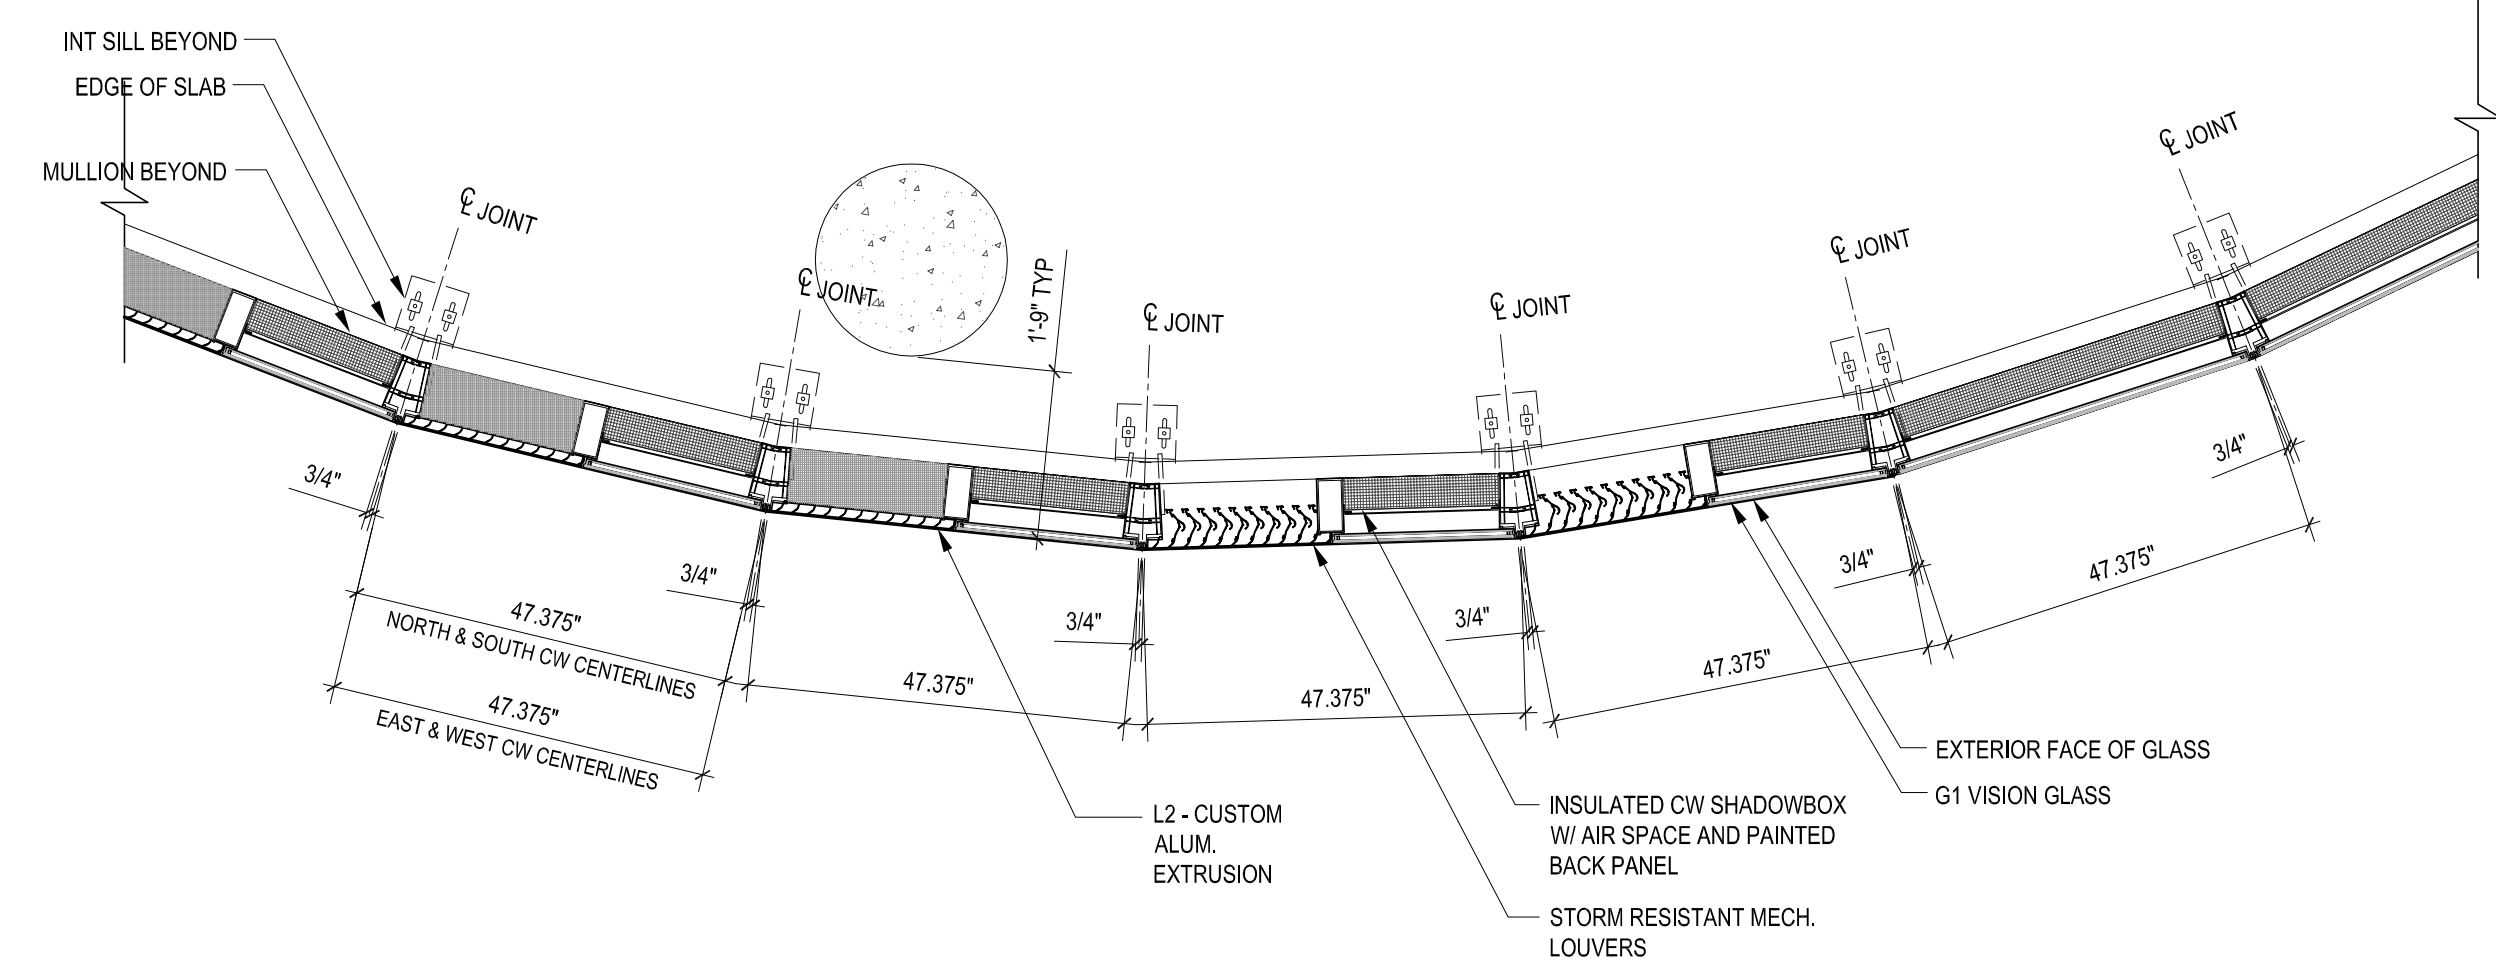 INT SILL BEYOND
EDGE OF SLAB
MULLION BEYOND
℄ JOINT
℄ JOINT
1'-9" TYP
℄ JOINT
℄ JOINT
℄ JOINT
℄ JOINT
3/4"
3/4"
3/4"
3/4"
3/4"
3/4"
47.375"
NORTH & SOUTH CW CENTERLINES
47.375"
EAST & WEST CW CENTERLINES
47.375"
47.375"
47.375"
47.375"
L2 - CUSTOM
ALUM.
EXTRUSION
INSULATED CW SHADOWBOX
W/ AIR SPACE AND PAINTED
BACK PANEL
STORM RESISTANT MECH.
LOUVERS
EXTERIOR FACE OF GLASS
G1 VISION GLASS